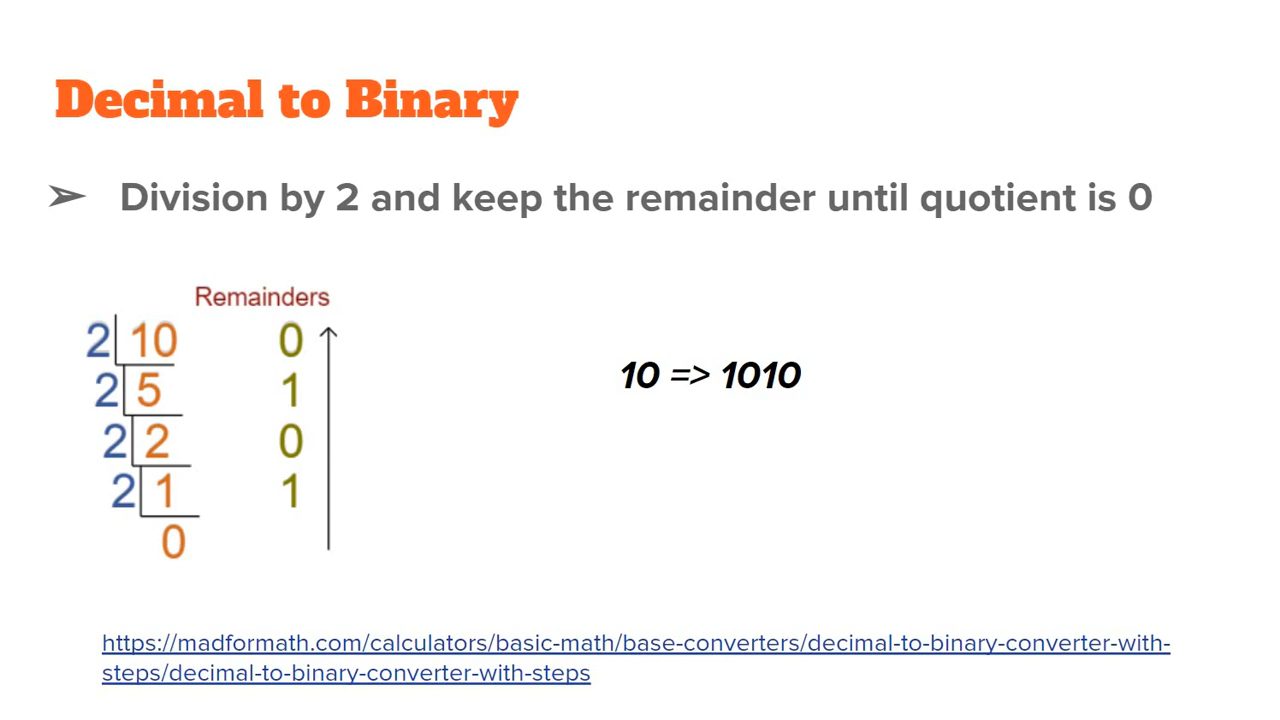 Decimal to Binary
➢ Division by 2 and keep the remainder until quotient is 0
Remainders
2 10 0
2 5 1
2 2 0
2 1 1
0
10 => 1010
https://madformath.com/calculators/basic-math/base-converters/decimal-to-binary-converter-with-
steps/decimal-to-binary-converter-with-steps